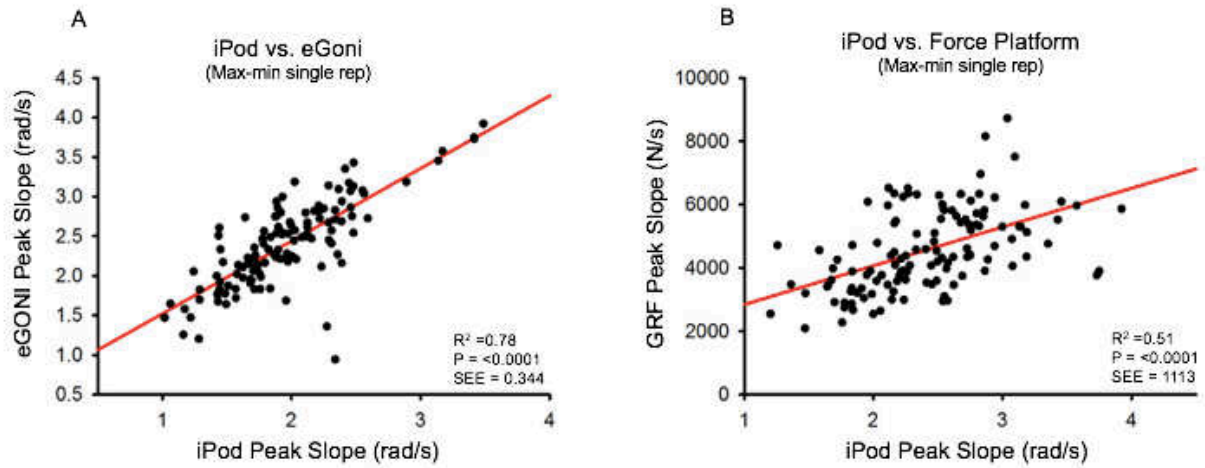 A
iPod vs. eGoni
(Max-min single rep)
eGONI Peak Slope (rad/s)
4.5
4.0
3.5
3.0
2.5
2.0
1.5
1.0
0.5
R² =0.78
P = <0.0001
SEE = 0.344
1
2
3
4
iPod Peak Slope (rad/s)
B
iPod vs. Force Platform
(Max-min single rep)
GRF Peak Slope (N/s)
10000
8000
6000
4000
2000
0
R² =0.51
P = <0.0001
SEE = 1113
1
2
3
4
iPod Peak Slope (rad/s)